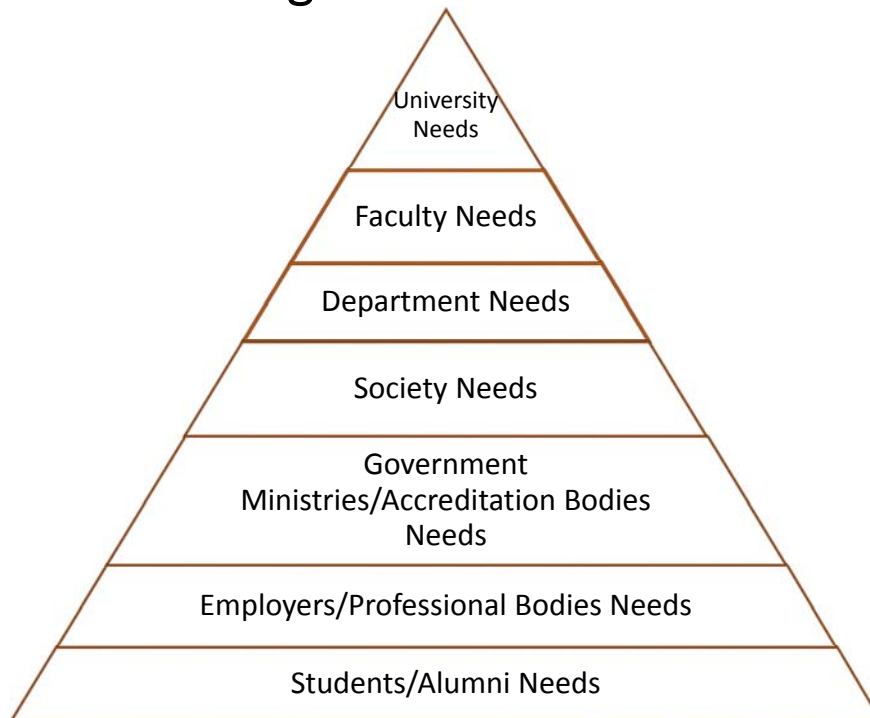 University
Needs
Faculty Needs
Department Needs
Society Needs
Government
Ministries/Accreditation Bodies
Needs
Employers/Professional Bodies Needs
Students/Alumni Needs